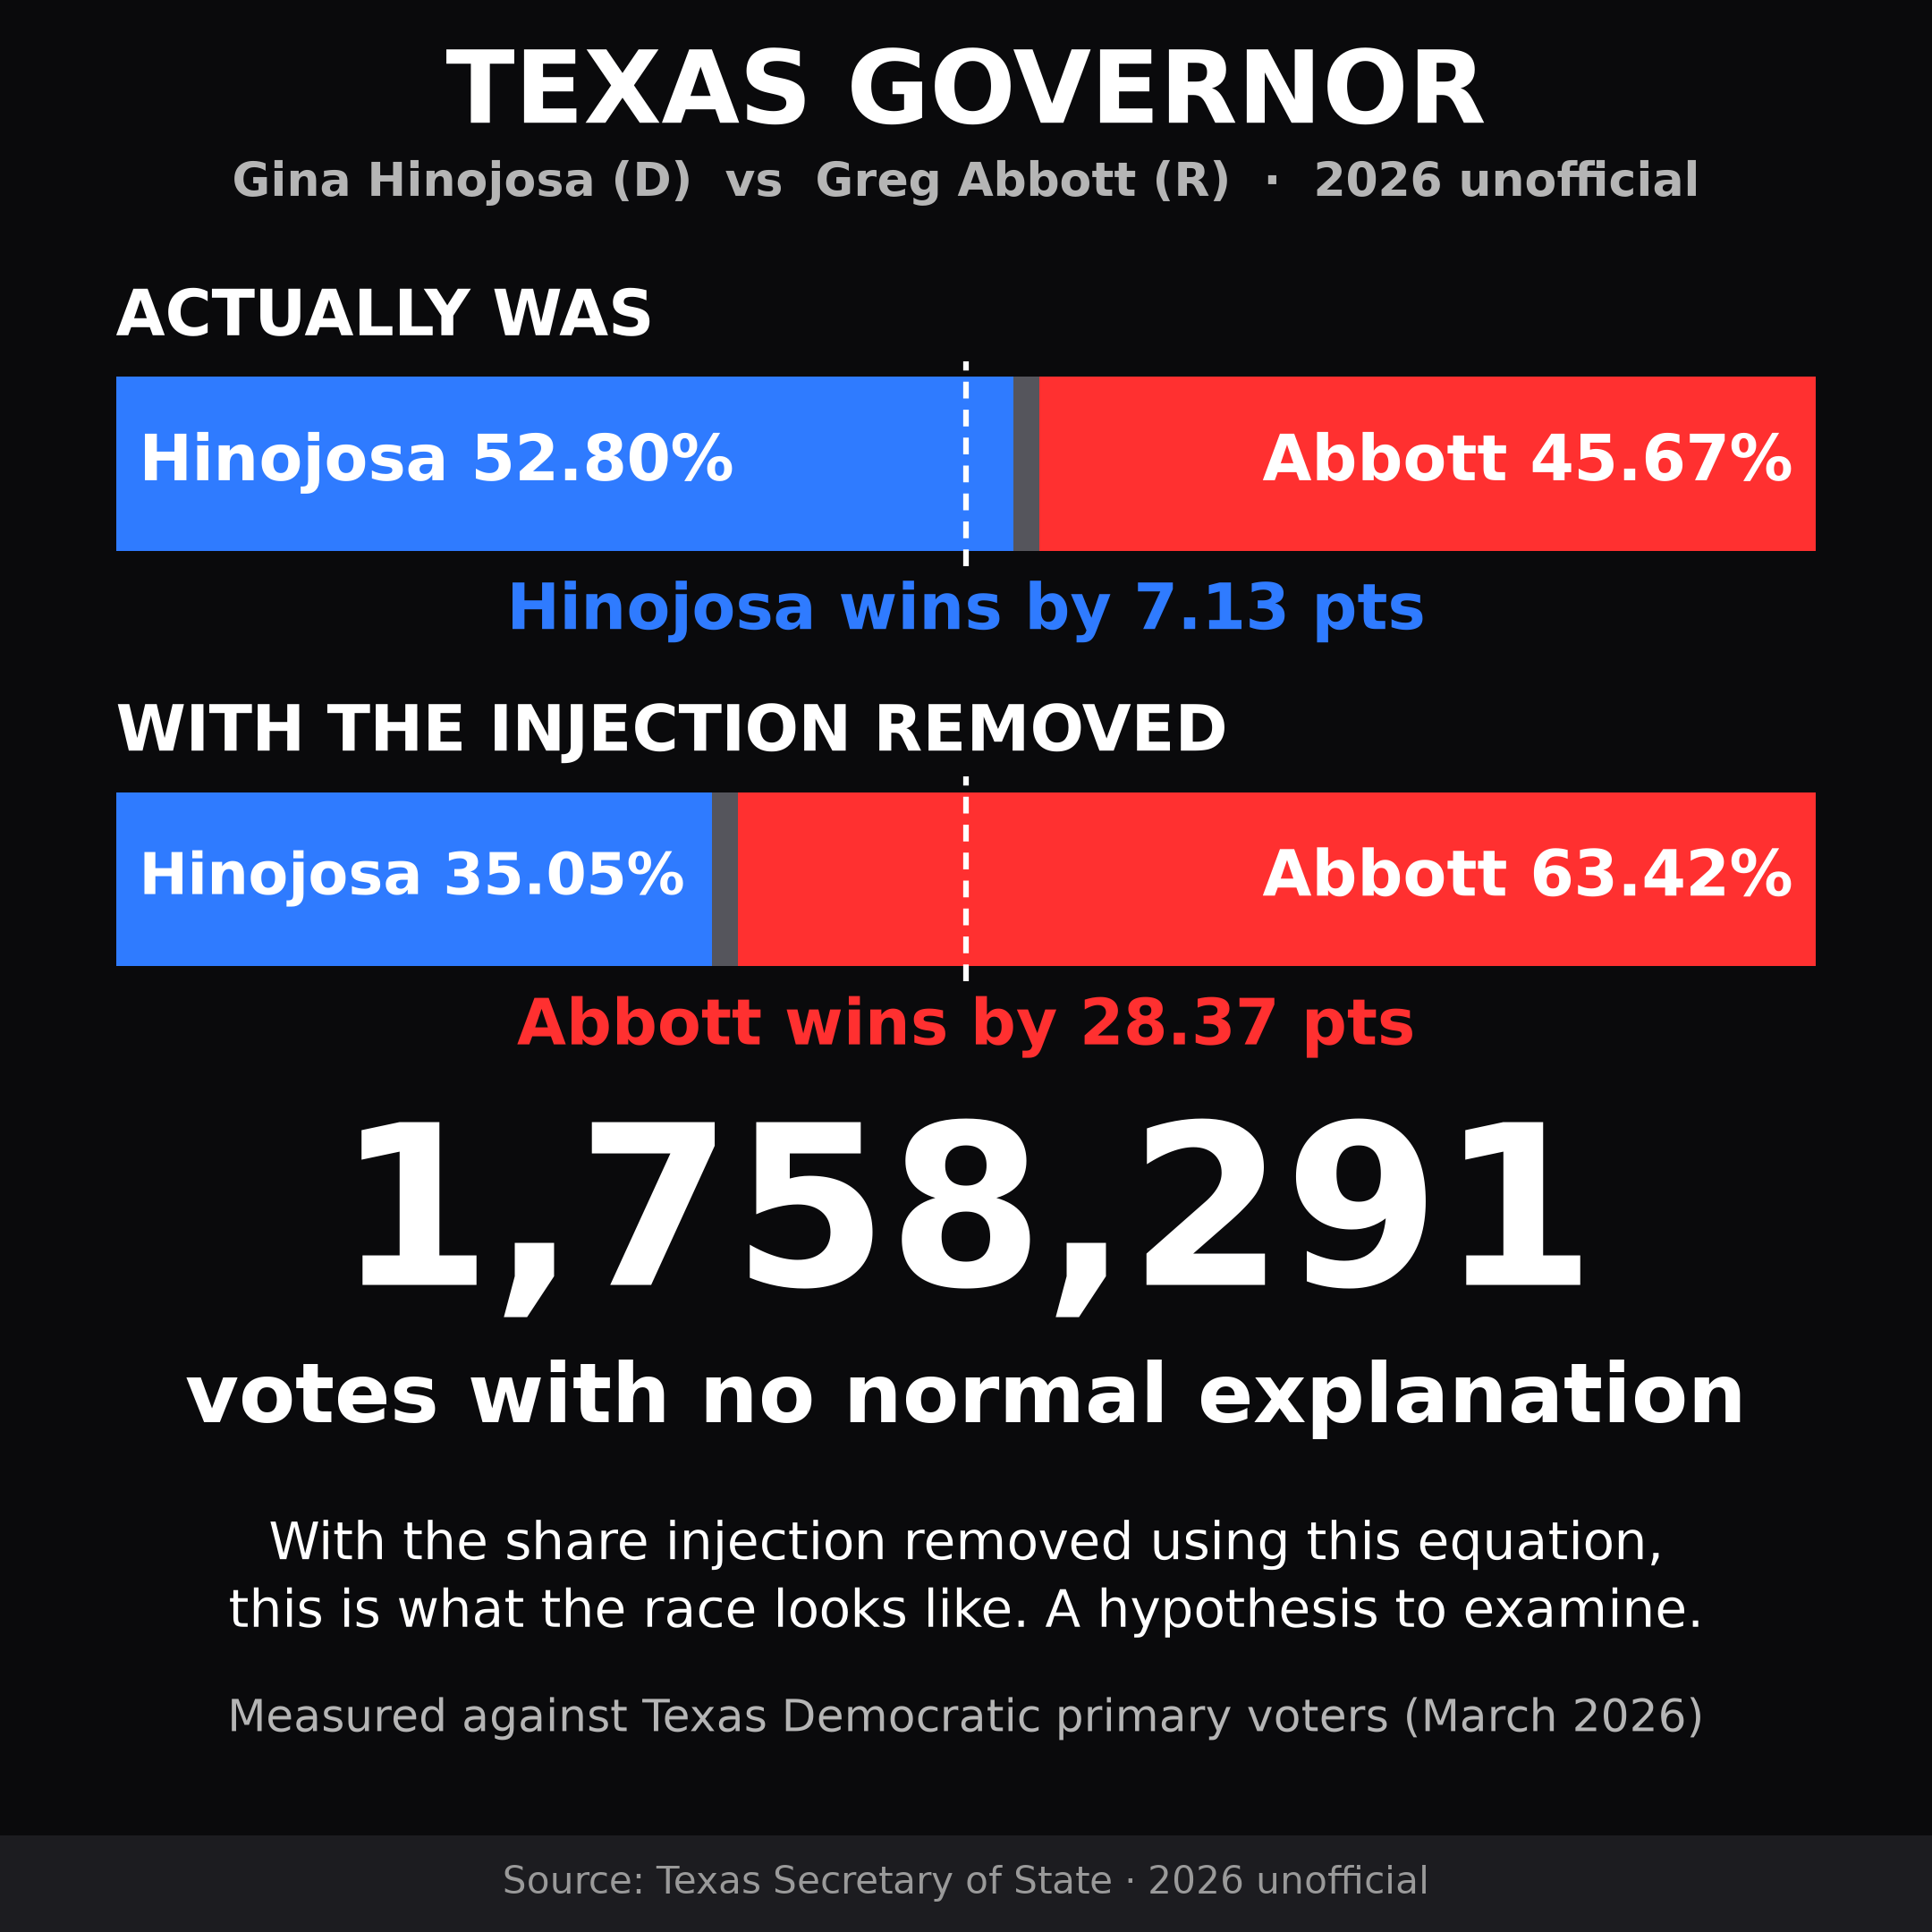 TEXAS GOVERNOR
Gina Hinojosa (D) vs Greg Abbott (R) · 2026 unofficial
ACTUALLY WAS
Hinojosa 52.80% Abbott 45.67%
Hinojosa wins by 7.13 pts
WITH THE INJECTION REMOVED
Hinojosa 35.05% Abbott 63.42%
Abbott wins by 28.37 pts
1,758,291
votes with no normal explanation
With the share injection removed using this equation,
this is what the race looks like. A hypothesis to examine.
Measured against Texas Democratic primary voters (March 2026)
Source: Texas Secretary of State · 2026 unofficial